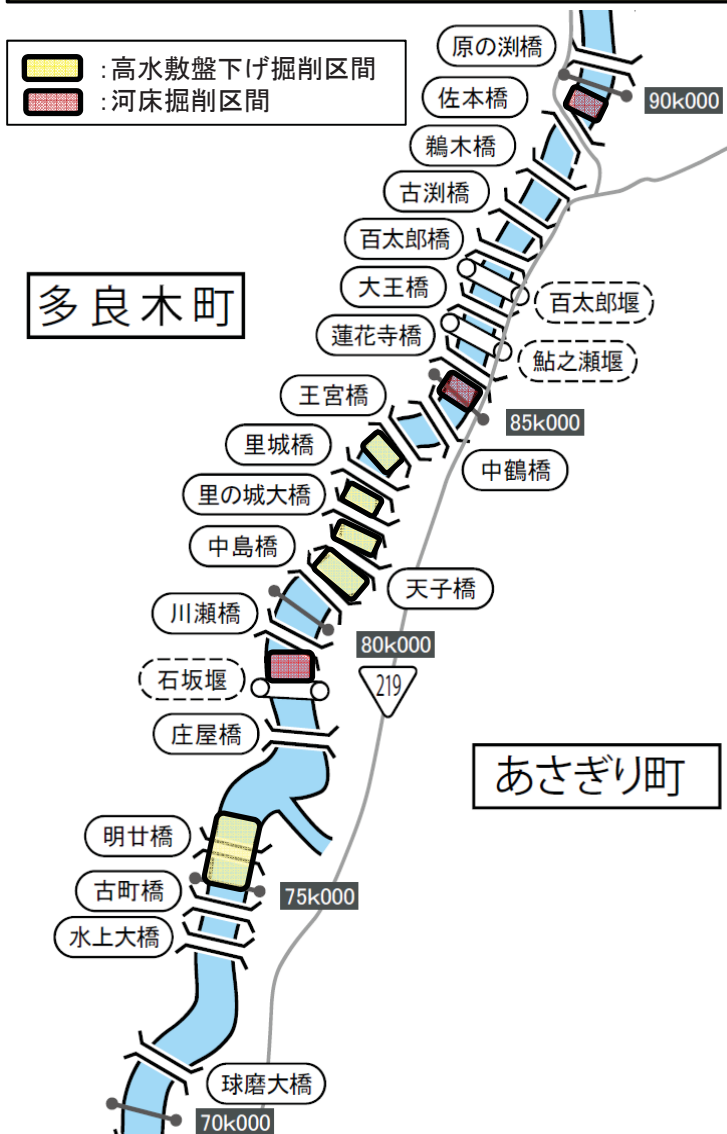 ：高水敷盤下げ掘削区間
：河床掘削区間
原の渕橋
佐本橋
90k000
鵜木橋
古渕橋
百太郎橋
大王橋
百太郎堰
多良木町
蓮花寺橋
鮎之瀬堰
王宮橋
85k000
里城橋
中鶴橋
里の城大橋
中島橋
天子橋
川瀬橋
80k000
石坂堰
219
庄屋橋
あさぎり町
明廿橋
古町橋
75k000
水上大橋
球磨大橋
70k000